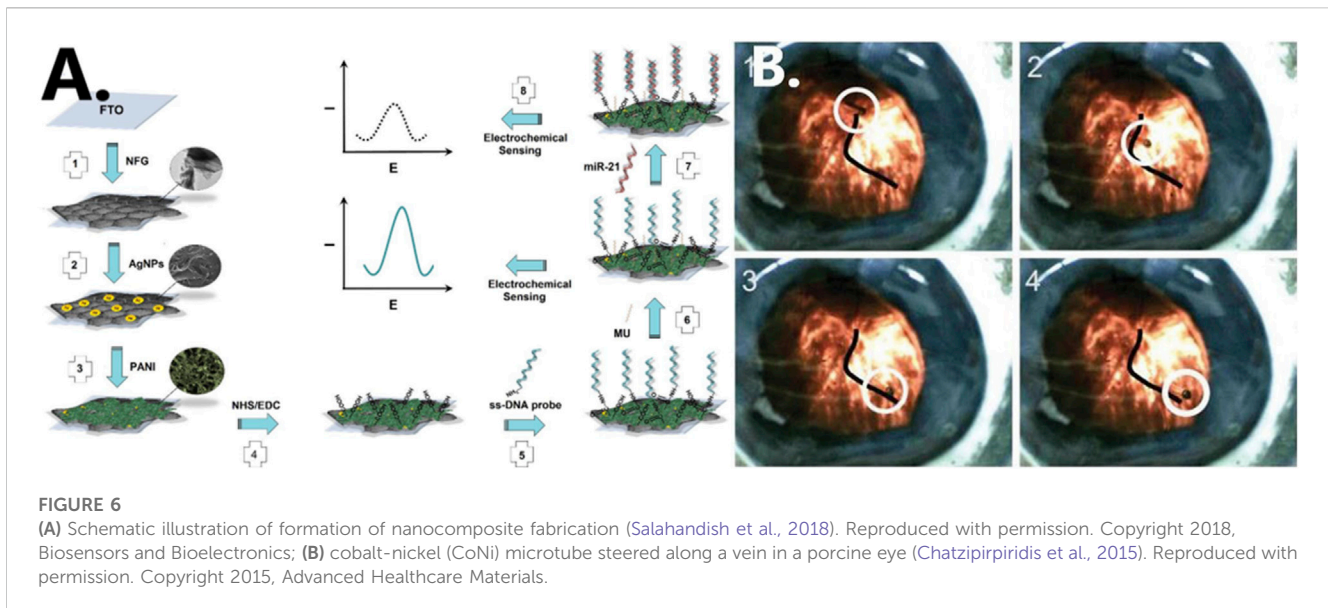 A.
FTO
1
NFG
2
AgNPs
3
PANI
NHS/EDC
4
ss-DNA probe
5
MU
6
miR-21
7
8
Electrochemical
Sensing
I
E
Electrochemical
Sensing
I
E
B.
1
2
3
4
FIGURE 6
(A) Schematic illustration of formation of nanocomposite fabrication (Salahandish et al., 2018). Reproduced with permission. Copyright 2018,
Biosensors and Bioelectronics; (B) cobalt-nickel (CoNi) microtube steered along a vein in a porcine eye (Chatzipirpiridis et al., 2015). Reproduced with
permission. Copyright 2015, Advanced Healthcare Materials.